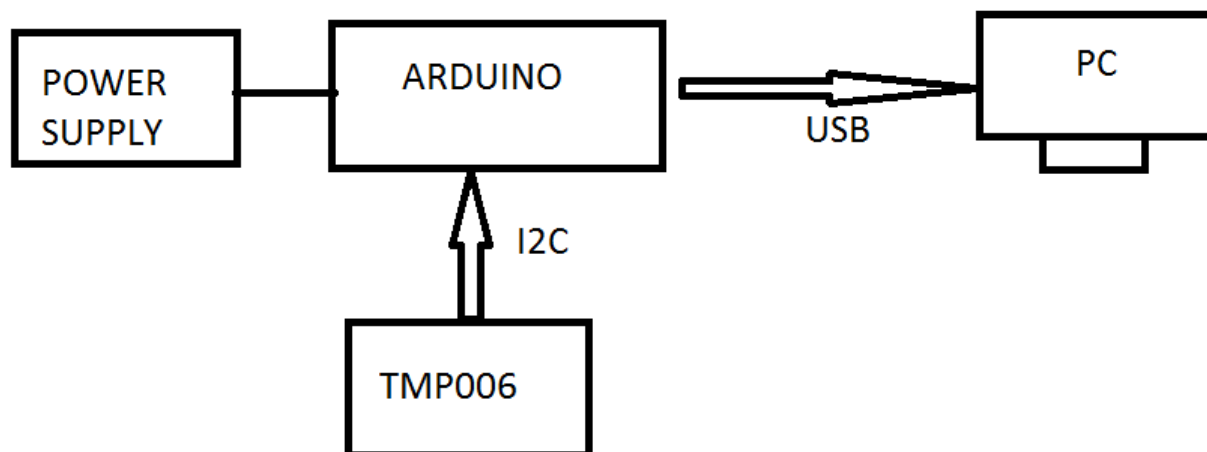 POWER
SUPPLY
ARDUINO
USB
PC
I2C
TMP006